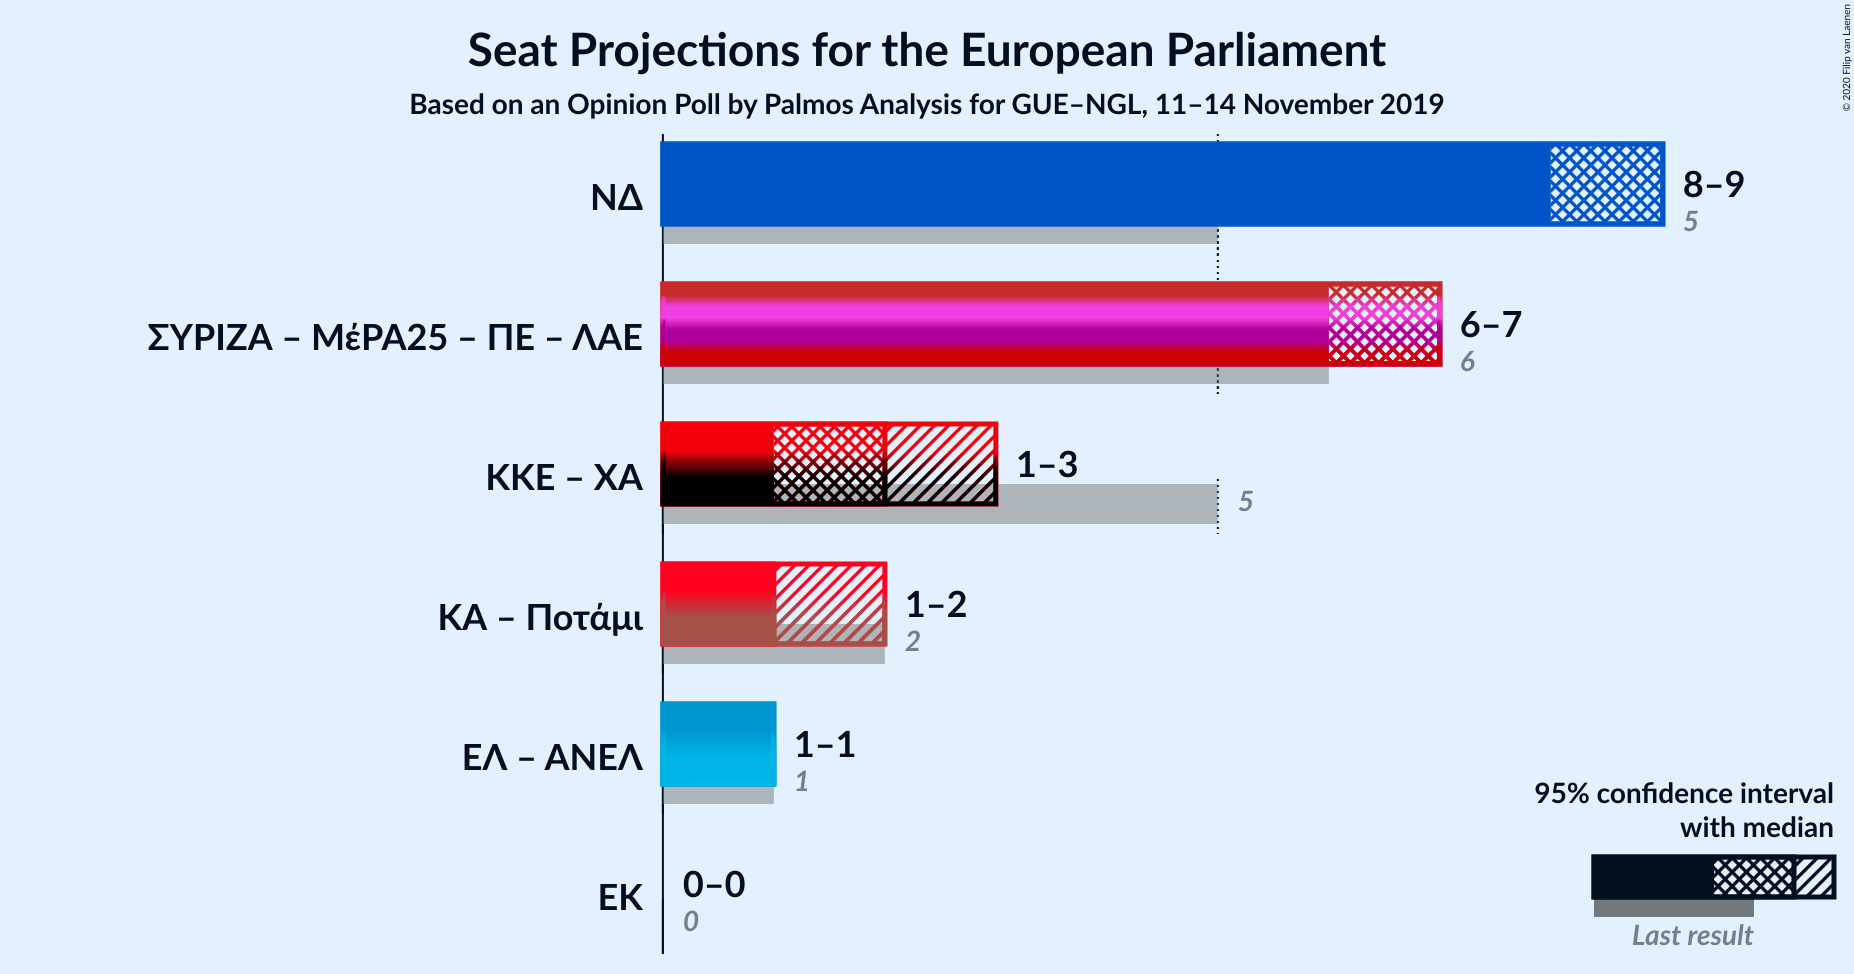 Seat Projections for the European Parliament
Based on an Opinion Poll by Palmos Analysis for GUE–NGL, 11–14 November 2019
© 2020 Filip van Laenen
ΝΔ
8–9
5
ΣΥΡΙΖΑ – ΜέΡΑ25 – ΠΕ – ΛΑΕ
6–7
6
ΚΚΕ – ΧΑ
1–3
5
ΚΑ – Ποτάμι
1–2
2
ΕΛ – ΑΝΕΛ
1–1
1
ΕΚ
0–0
0
95% confidence interval
with median
Last result